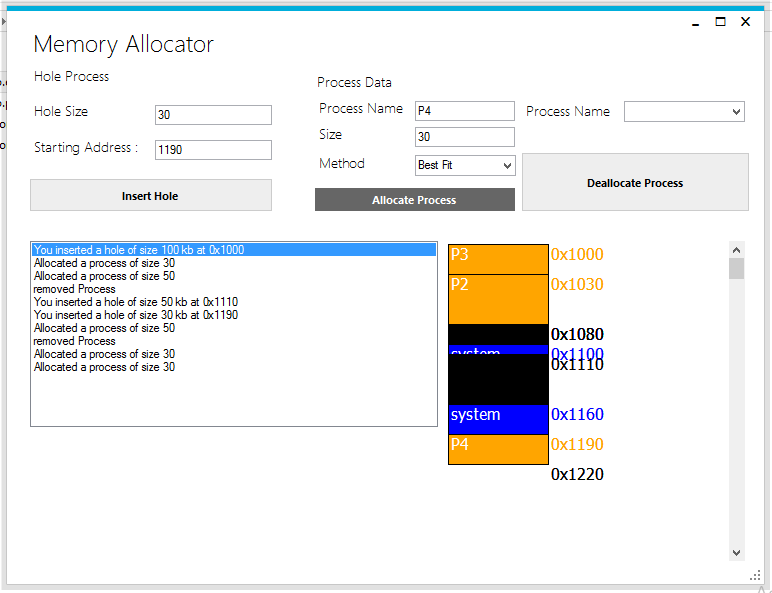 Memory Allocator
Hole Process
Process Data
Hole Size
30
Process Name
P4
Process Name
Size
30
Starting Address :
1190
Method
Best Fit
Insert Hole
Allocate Process
Deallocate Process
You inserted a hole of size 100 kb at 0x1000
Allocated a process of size 30
Allocated a process of size 50
removed Process
You inserted a hole of size 50 kb at 0x1110
You inserted a hole of size 30 kb at 0x1190
Allocated a process of size 50
removed Process
Allocated a process of size 30
Allocated a process of size 30
P3 0x1000
P2 0x1030
0x1080
system 0x1100
0x1110
system 0x1160
P4 0x1190
0x1220